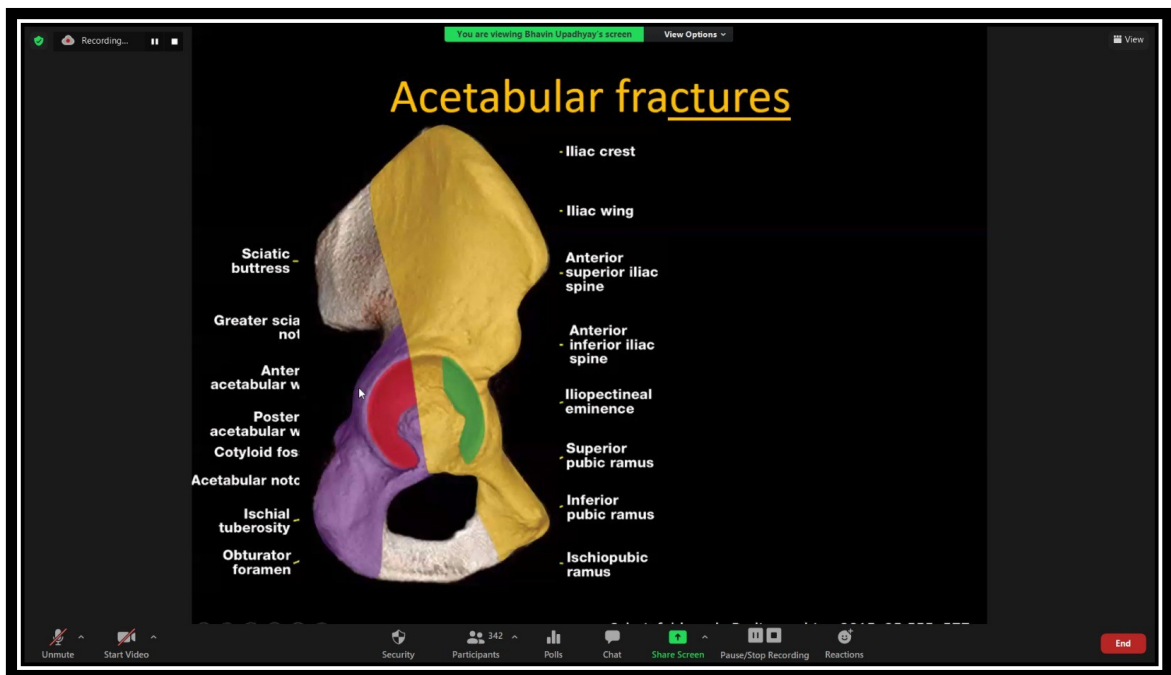 Recording...
You are viewing Bhavin Upadhyay's screen
View Options
View
Acetabular fractures
Iliac crest
Iliac wing
Sciatic
buttress
Anterior
superior iliac
spine
Greater scia
not
Anterior
inferior iliac
spine
Anter
acetabular w
Iliopectineal
eminence
Poster
acetabular w
Cotyloid fos
Superior
pubic ramus
Acetabular notc
Ischial
tuberosity
Inferior
pubic ramus
Obturator
foramen
Ischiopubic
ramus
Unmute
Start Video
Security
342
Participants
Polls
Chat
Share Screen
Pause/Stop Recording
Reactions
End